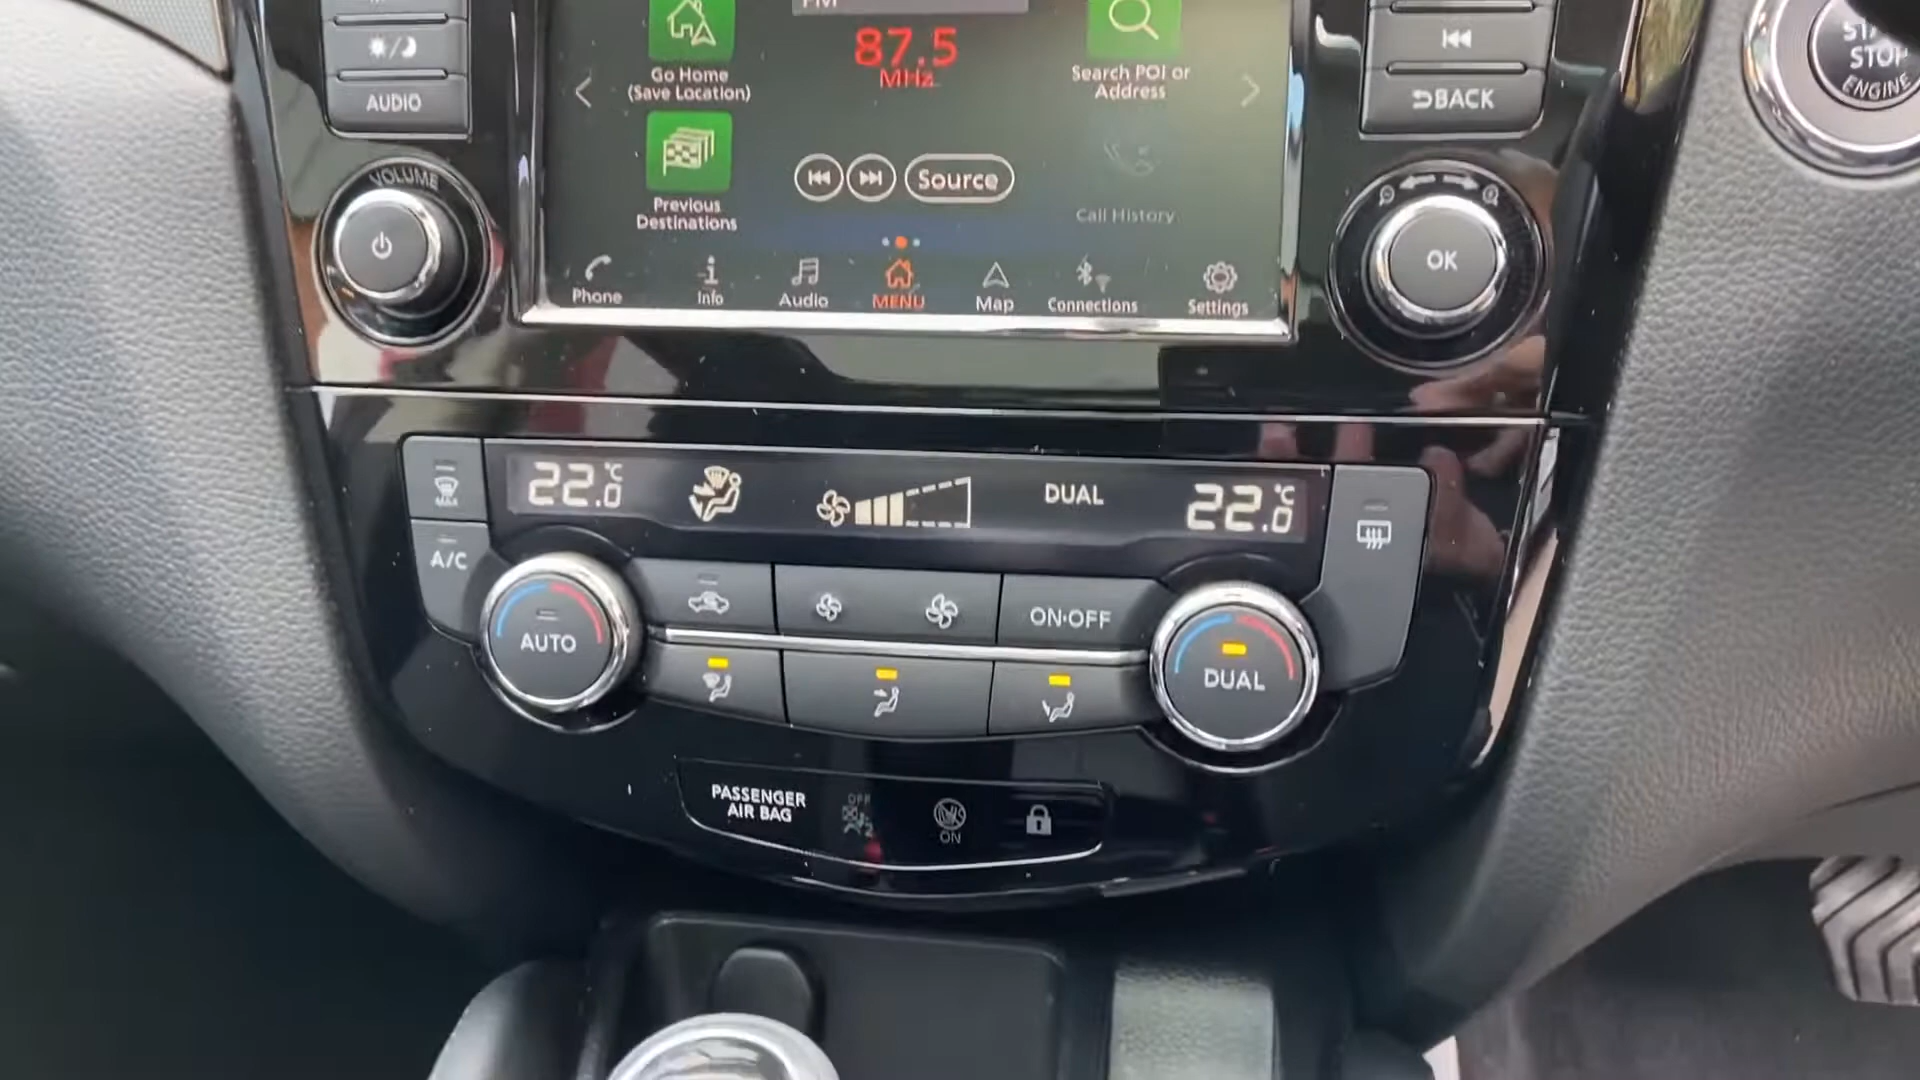 FM
87.5
MHz
Go Home
(Save Location)
Search POI or
Address
Previous
Destinations
Source
Call History
Phone
Info
Audio
MENU
Map
Connections
Settings
AUDIO
VOLUME
BACK
OK
START
STOP
ENGINE
22.0°C
DUAL
22.0°C
MAX
A/C
AUTO
ON·OFF
DUAL
PASSENGER
AIR BAG
OFF
ON